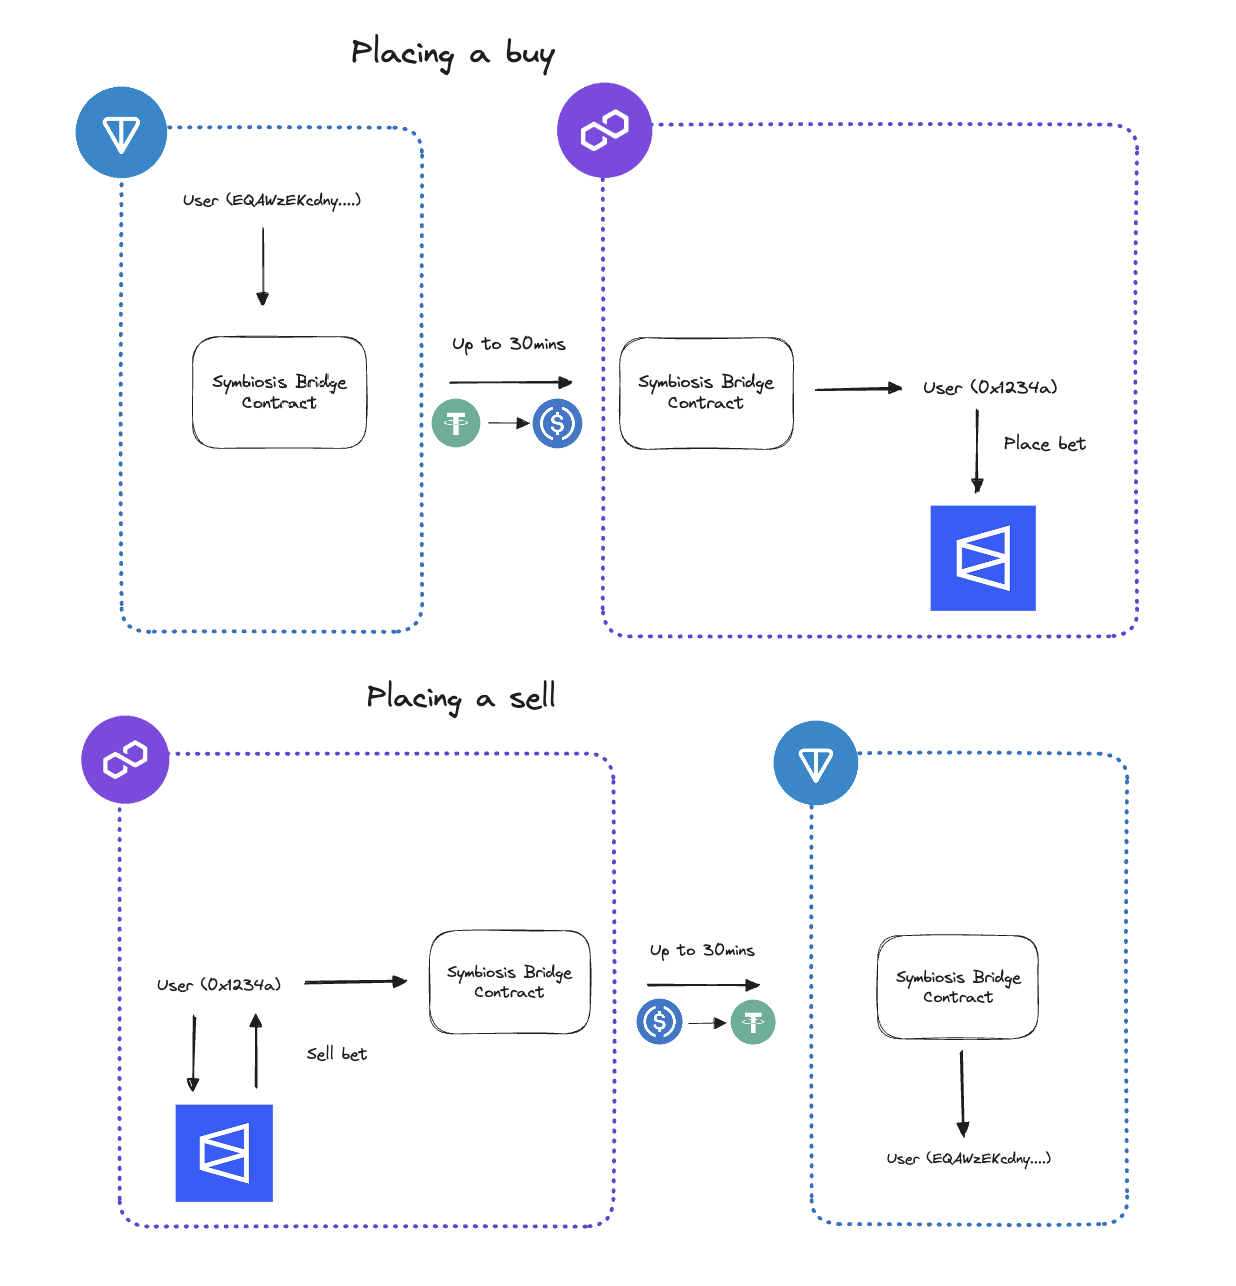 Placing a buy
User (EQAWzEKcdny....)
Symbiosis Bridge
Contract
Up to 30mins
Symbiosis Bridge
Contract
User (0x1234a)
Place bet
Placing a sell
User (0x1234a)
Sell bet
Symbiosis Bridge
Contract
Up to 30mins
Symbiosis Bridge
Contract
User (EQAWzEKcdny....)